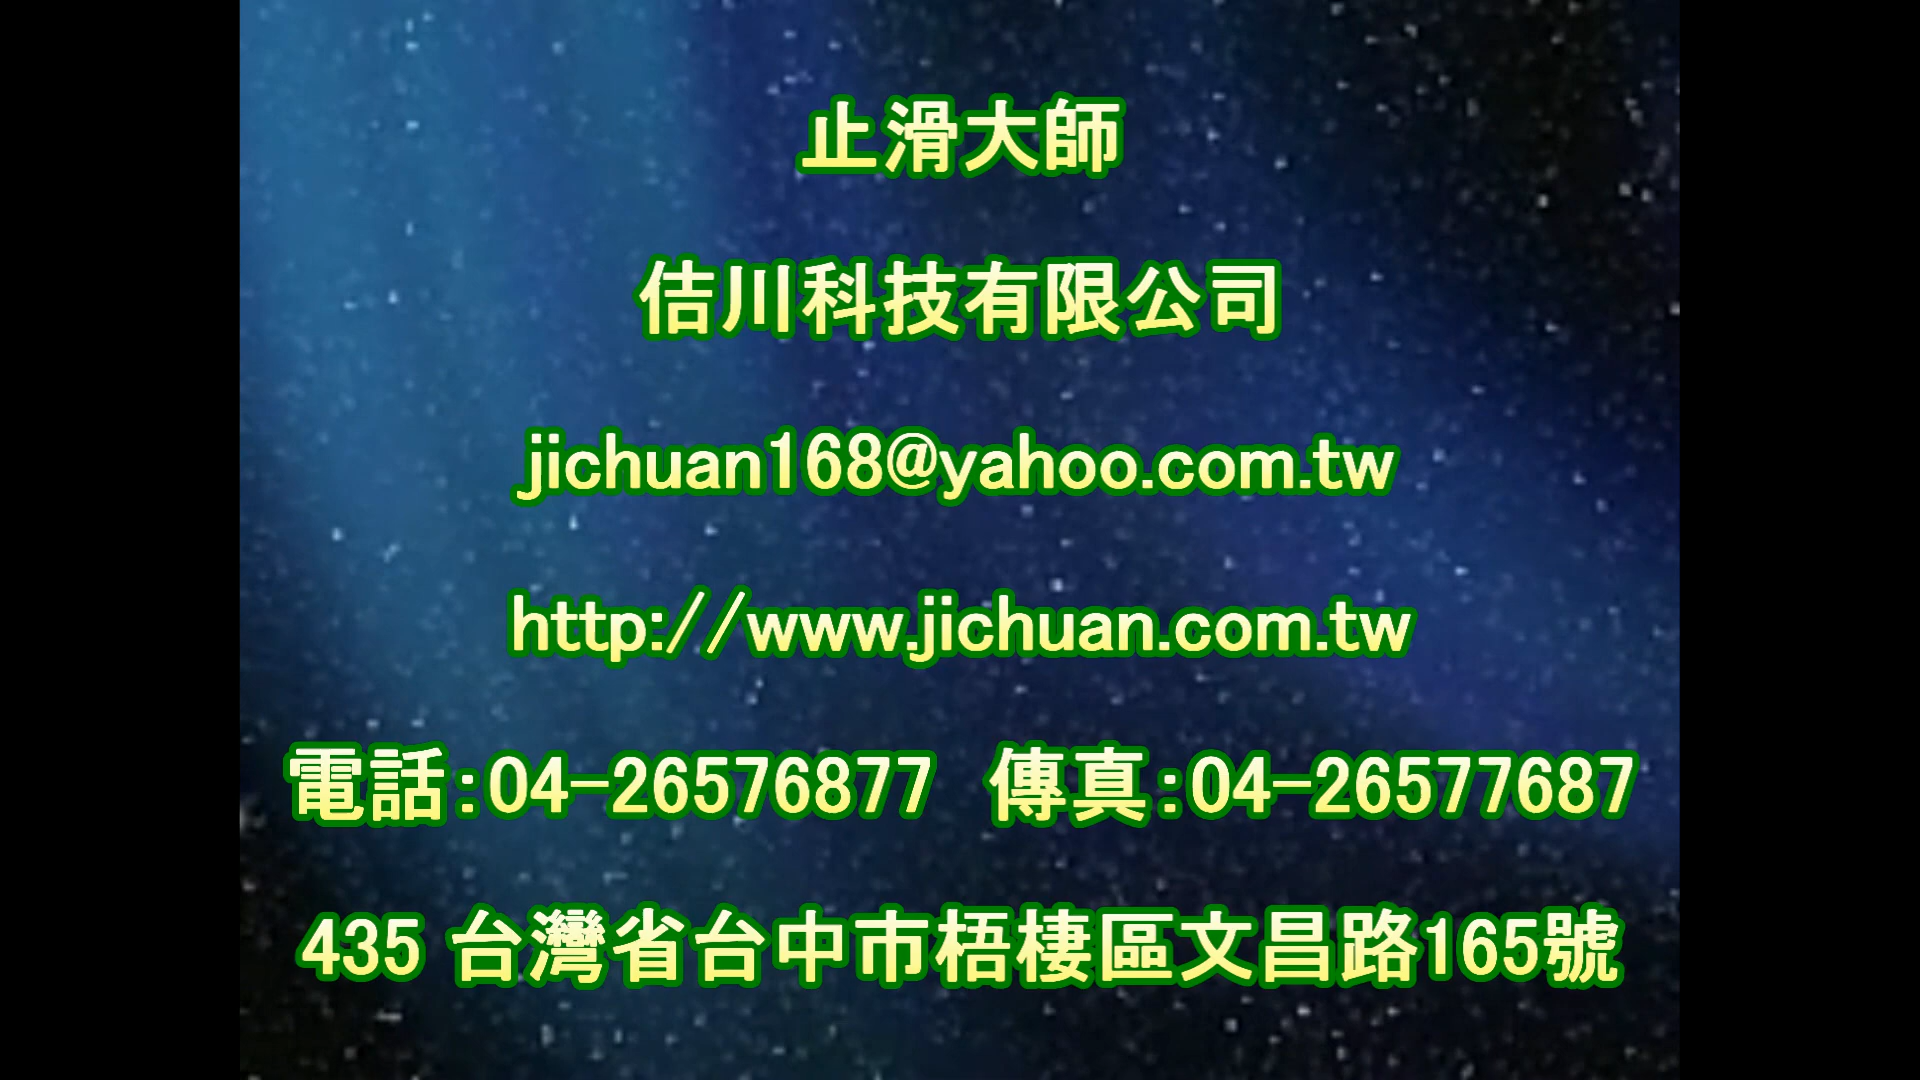 止滑大師
佶川科技有限公司
jichuan168@yahoo.com.tw
http://www.jichuan.com.tw
電話:04-26576877 傳真:04-26577687
435 台灣省台中市梧棲區文昌路165號